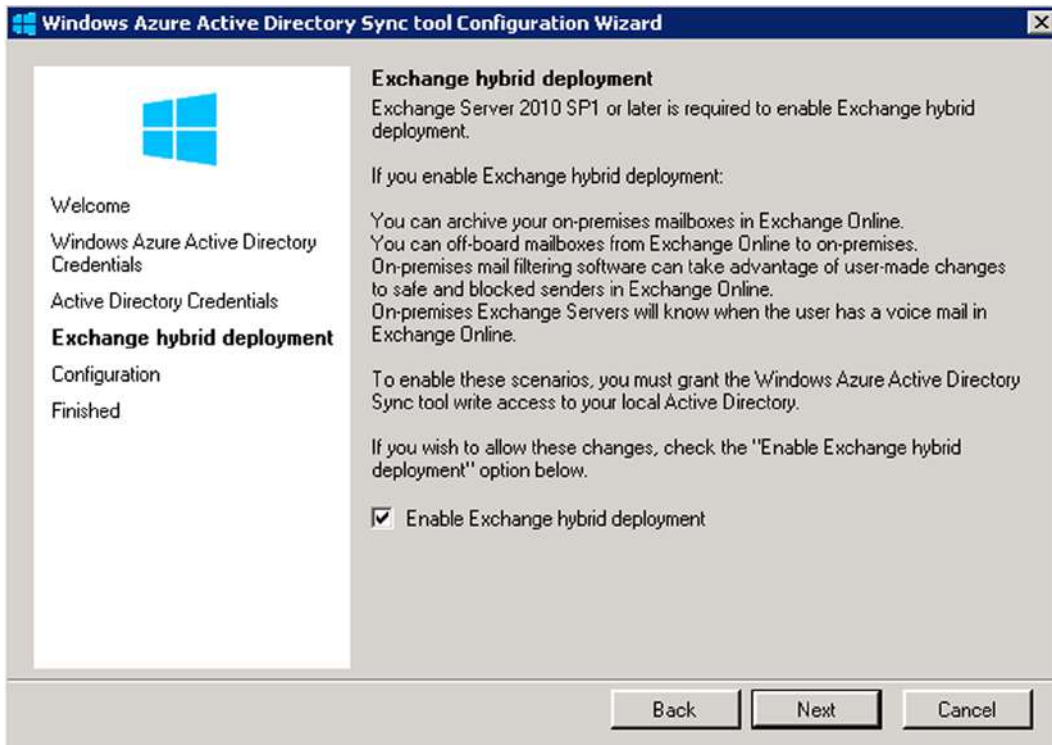 Windows Azure Active Directory Sync tool Configuration Wizard
Welcome
Windows Azure Active Directory
Credentials
Active Directory Credentials
Exchange hybrid deployment
Configuration
Finished
Exchange hybrid deployment
Exchange Server 2010 SP1 or later is required to enable Exchange hybrid
deployment.
If you enable Exchange hybrid deployment:
You can archive your on-premises mailboxes in Exchange Online.
You can off-board mailboxes from Exchange Online to on-premises.
On-premises mail filtering software can take advantage of user-made changes
to safe and blocked senders in Exchange Online.
On-premises Exchange Servers will know when the user has a voice mail in
Exchange Online.
To enable these scenarios, you must grant the Windows Azure Active Directory
Sync tool write access to your local Active Directory.
If you wish to allow these changes, check the "Enable Exchange hybrid
deployment" option below.
Enable Exchange hybrid deployment
Back
Next
Cancel